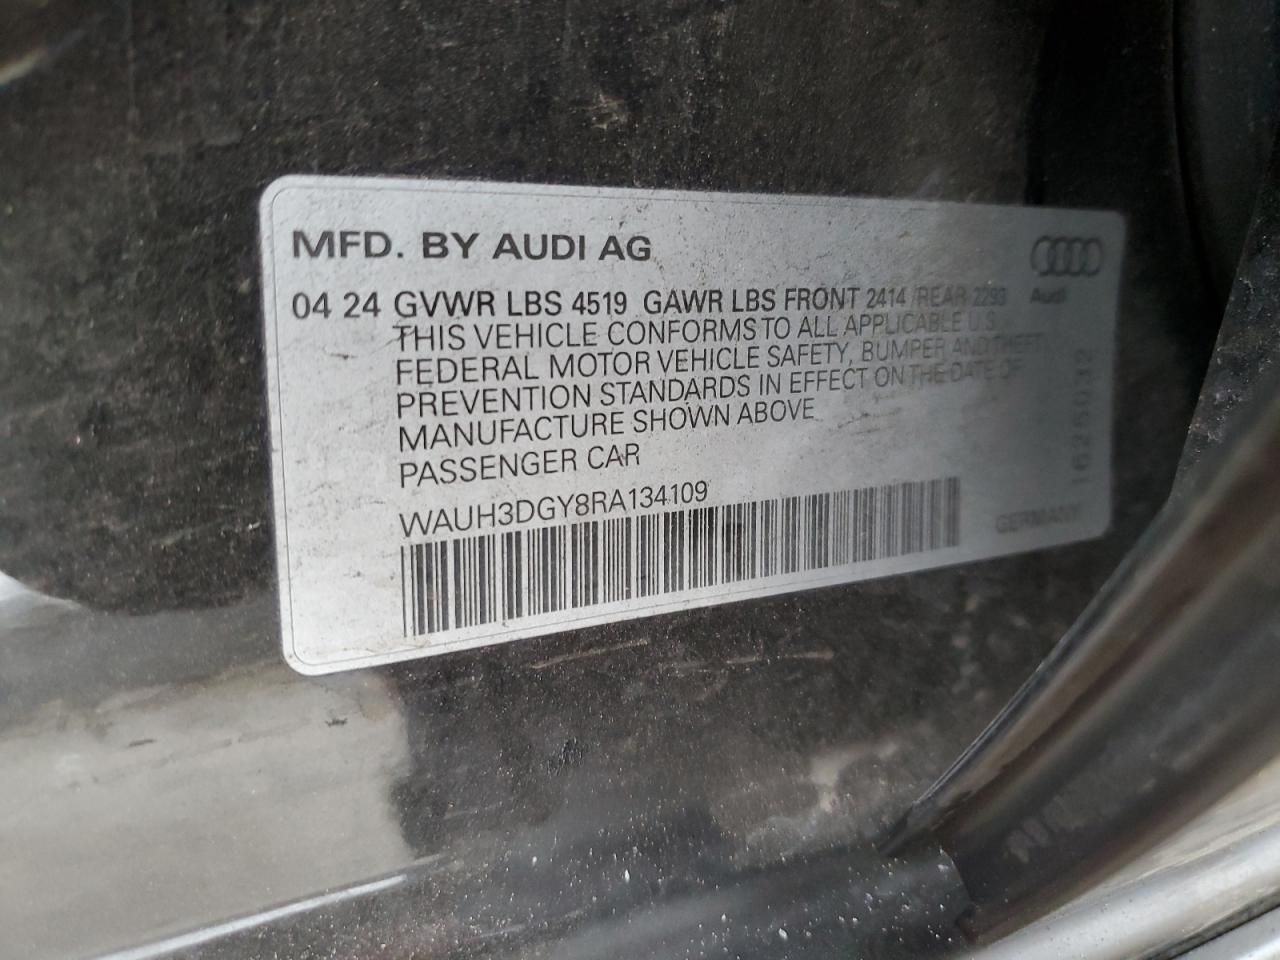 MFD. BY AUDI AG
Audi
04 24 GVWR LBS 4519 GAWR LBS FRONT 2414 /REAR 2293
THIS VEHICLE CONFORMS TO ALL APPLICABLE U.S.
FEDERAL MOTOR VEHICLE SAFETY, BUMPER AND THEFT
PREVENTION STANDARDS IN EFFECT ON THE DATE OF
MANUFACTURE SHOWN ABOVE
PASSENGER CAR
WAUH3DGY8RA134109
GERMANY
1625032